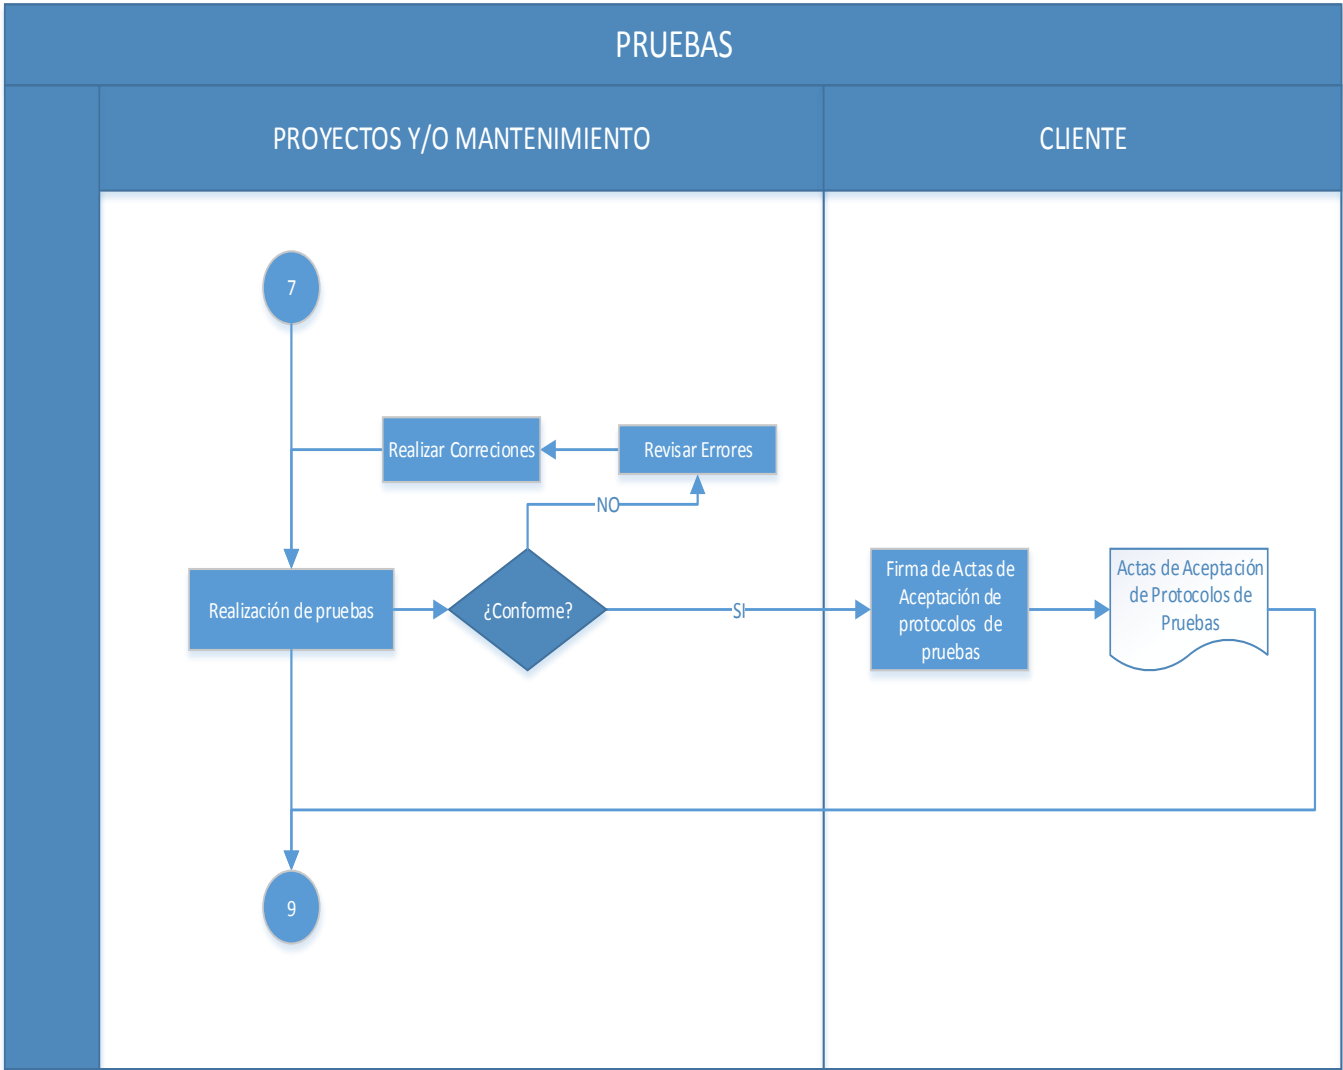 PRUEBAS
PROYECTOS Y/O MANTENIMIENTO
CLIENTE
7
Realizar Correciones
Revisar Errores
NO
Realización de pruebas
¿Conforme?
SI
Firma de Actas de
Aceptación de
protocolos de
pruebas
Actas de Aceptación
de Protocolos de
Pruebas
9